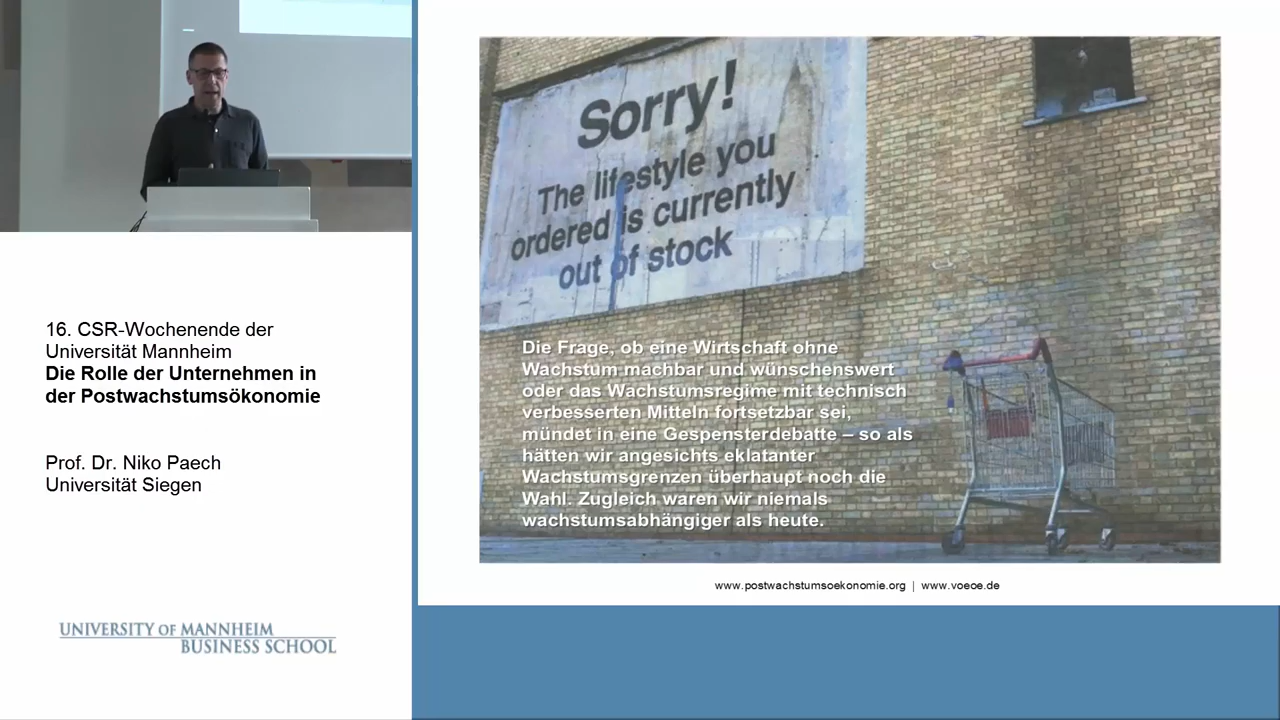 16. CSR-Wochenende der
Universität Mannheim
Die Rolle der Unternehmen in
der Postwachstumsökonomie
Prof. Dr. Niko Paech
Universität Siegen
UNIVERSITY OF MANNHEIM
BUSINESS SCHOOL
Sorry!
The lifestyle you
ordered is currently
out of stock
Die Frage, ob eine Wirtschaft ohne
Wachstum machbar und wünschenswert
oder das Wachstumsregime mit technisch
verbesserten Mitteln fortsetzbar sei,
mündet in eine Gespensterdebatte – so als
hätten wir angesichts eklatanter
Wachstumsgrenzen überhaupt noch die
Wahl. Zugleich waren wir niemals
wachstumsabhängiger als heute.
www.postwachstumsoekonomie.org | www.voeoe.de